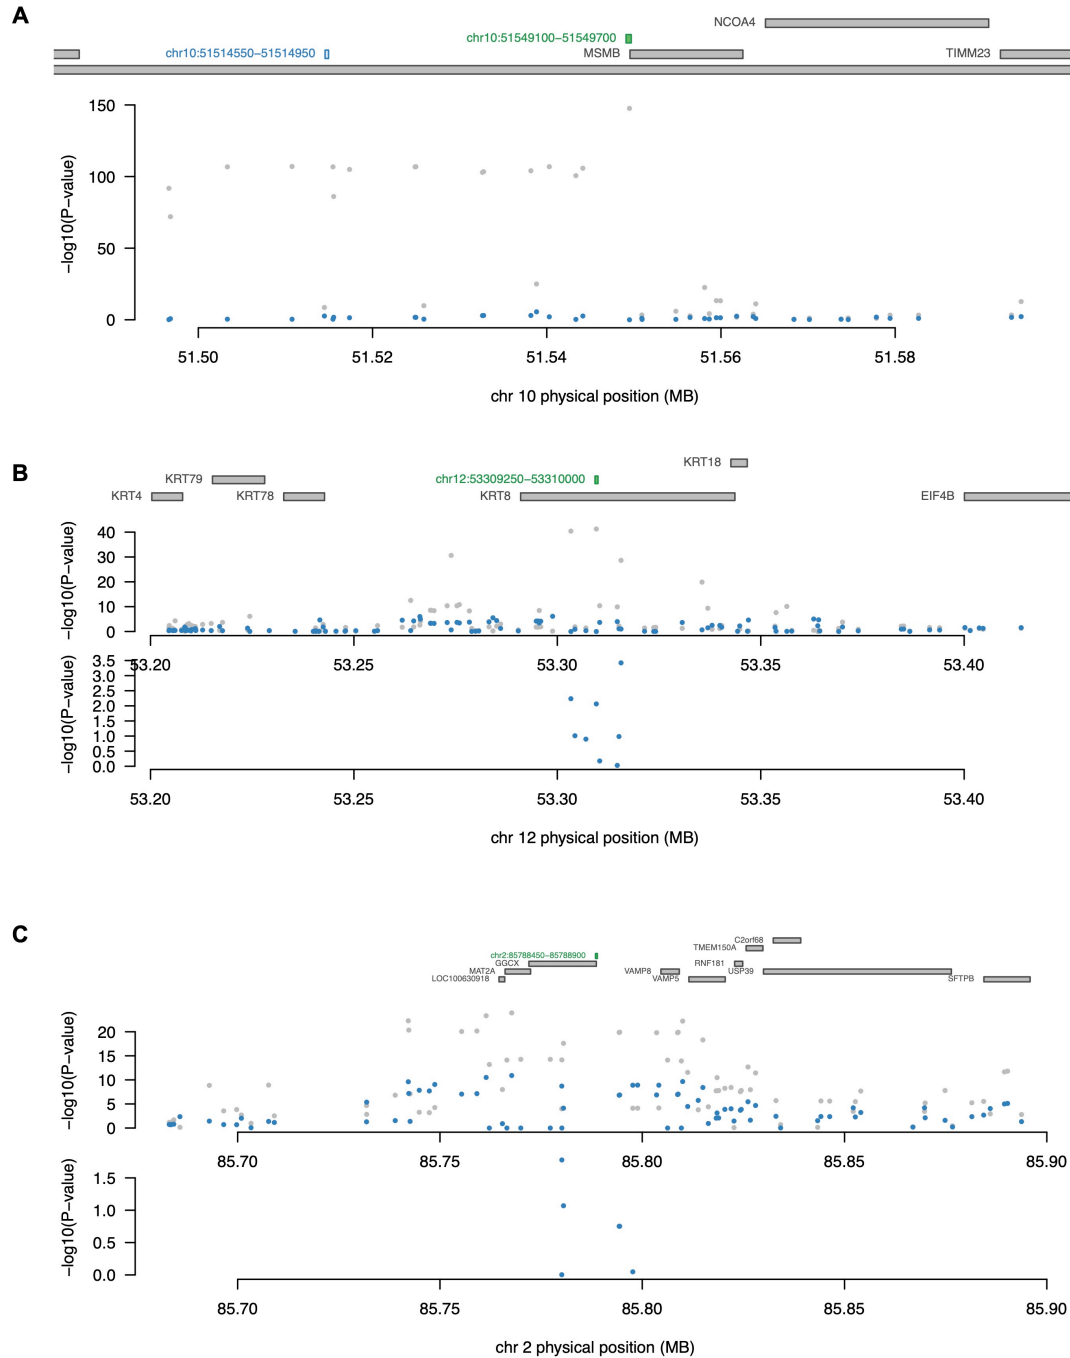 A
NCOA4
chr10:51549100−51549700
chr10:51514550−51514950
MSMB
TIMM23
150
100
50
0
−log10(P−value)
51.50 51.52 51.54 51.56 51.58
chr 10 physical position (MB)
B
KRT18
KRT79
chr12:53309250−53310000
KRT4
KRT78
KRT8
EIF4B
40
30
20
10
0
−log10(P−value)
53.20 53.25 53.30 53.35 53.40
3.5
3.0
2.5
2.0
1.5
1.0
0.5
0.0
−log10(P−value)
53.20 53.25 53.30 53.35 53.40
chr 12 physical position (MB)
C
C2orf68
TMEM150A
chr2:85788450−85788900
GGCX
RNF181
MAT2A
VAMP8
USP39
LOC100630918
VAMP5
SFTPB
20
15
10
5
0
−log10(P−value)
85.70 85.75 85.80 85.85 85.90
1.5
1.0
0.5
0.0
−log10(P−value)
85.70 85.75 85.80 85.85 85.90
chr 2 physical position (MB)